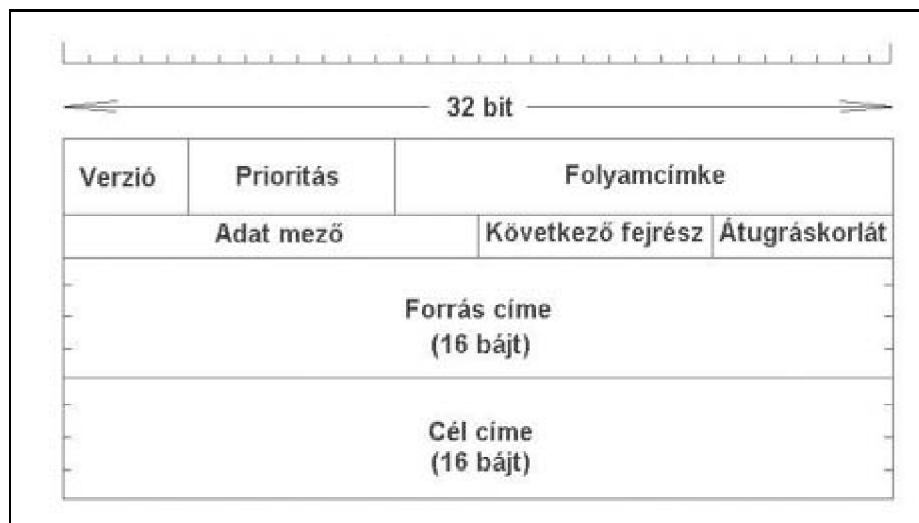 32 bit
Verzió Prioritás Folyamcímke
Adat mező Következő fejrész Átugráskorlát
Forrás címe
(16 bájt)
Cél címe
(16 bájt)